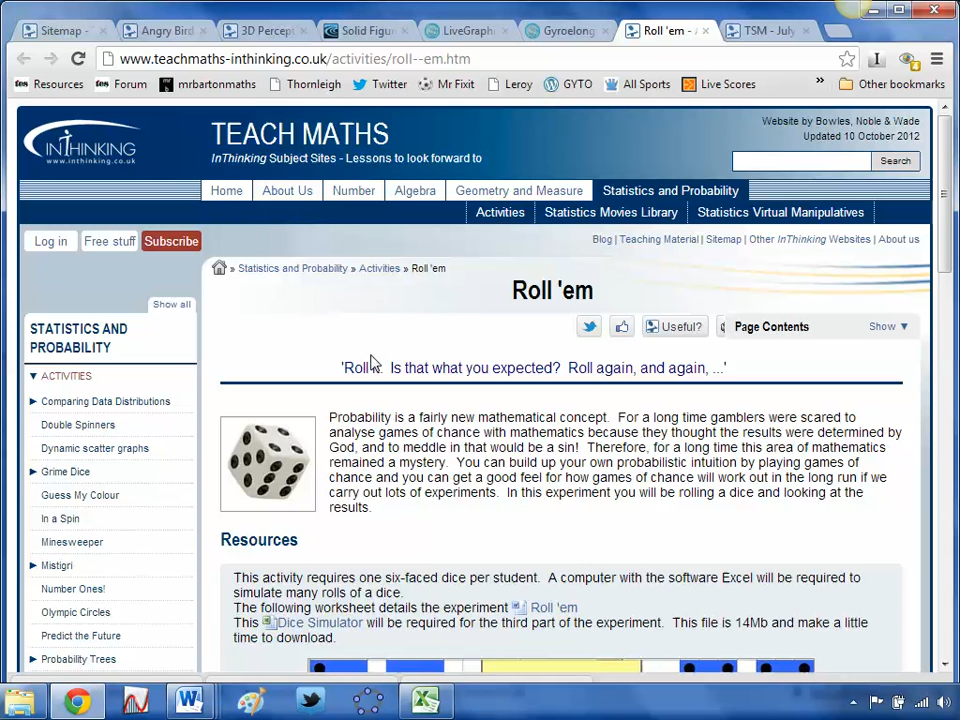 Sitemap -
Angry Bird
3D Percept
Solid Figur
LiveGraph
Gyroelong
Roll 'em -
TSM - July
www.teachmaths-inthinking.co.uk/activities/roll--em.htm
Resources
Forum
mrbartonmaths
Thornleigh
Twitter
Mr Fixit
Leroy
GYTO
All Sports
Live Scores
»
Other bookmarks
INTHINKING
www.inthinking.co.uk
TEACH MATHS
InThinking Subject Sites - Lessons to look forward to
Website by Bowles, Noble & Wade
Updated 10 October 2012
Search
Home
About Us
Number
Algebra
Geometry and Measure
Statistics and Probability
Activities
Statistics Movies Library
Statistics Virtual Manipulatives
Log in
Free stuff
Subscribe
Blog | Teaching Material | Sitemap | Other InThinking Websites | About us
» Statistics and Probability » Activities » Roll 'em
Show all
Roll 'em
Useful?
Page Contents
Show ▼
STATISTICS AND
PROBABILITY
ACTIVITIES
Comparing Data Distributions
Double Spinners
Dynamic scatter graphs
Grime Dice
Guess My Colour
In a Spin
Minesweeper
Mistigri
Number Ones!
Olympic Circles
Predict the Future
Probability Trees
'Roll Is that what you expected? Roll again, and again, ...'
Probability is a fairly new mathematical concept. For a long time gamblers were scared to
analyse games of chance with mathematics because they thought the results were determined by
God, and to meddle in that would be a sin! Therefore, for a long time this area of mathematics
remained a mystery. You can build up your own probabilistic intuition by playing games of
chance and you can get a good feel for how games of chance will work out in the long run if we
carry out lots of experiments. In this experiment you will be rolling a dice and looking at the
results.
Resources
This activity requires one six-faced dice per student. A computer with the software Excel will be required to
simulate many rolls of a dice.
The following worksheet details the experiment Roll 'em
This Dice Simulator will be required for the third part of the experiment. This file is 14Mb and make a little
time to download.